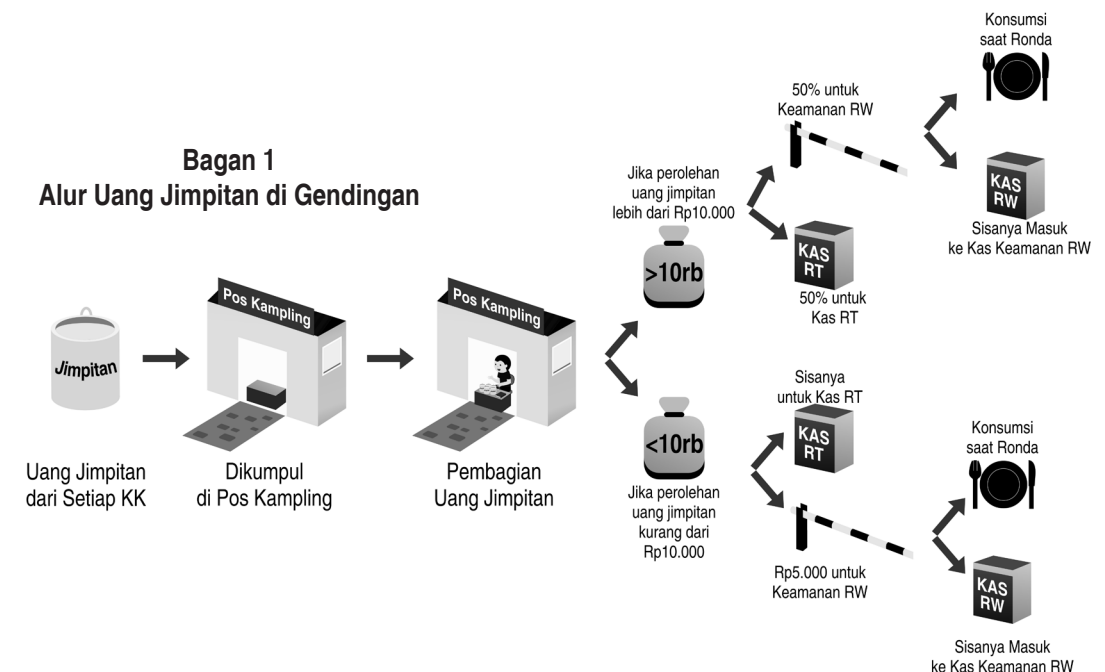 Bagan 1
Alur Uang Jimpitan di Gendingan
Jimpitan
Uang Jimpitan
dari Setiap KK
Pos Kampling
Dikumpul
di Pos Kampling
Pos Kampling
Pembagian
Uang Jimpitan
Jika perolehan
uang jimpitan
lebih dari Rp10.000
>10rb
50% untuk
Keamanan RW
KAS
RT
50% untuk
Kas RT
Konsumsi
saat Ronda
KAS
RW
Sisanya Masuk
ke Kas Keamanan RW
<10rb
Jika perolehan
uang jimpitan
kurang dari
Rp10.000
Sisanya
untuk Kas RT
KAS
RT
Rp5.000 untuk
Keamanan RW
Konsumsi
saat Ronda
KAS
RW
Sisanya Masuk
ke Kas Keamanan RW